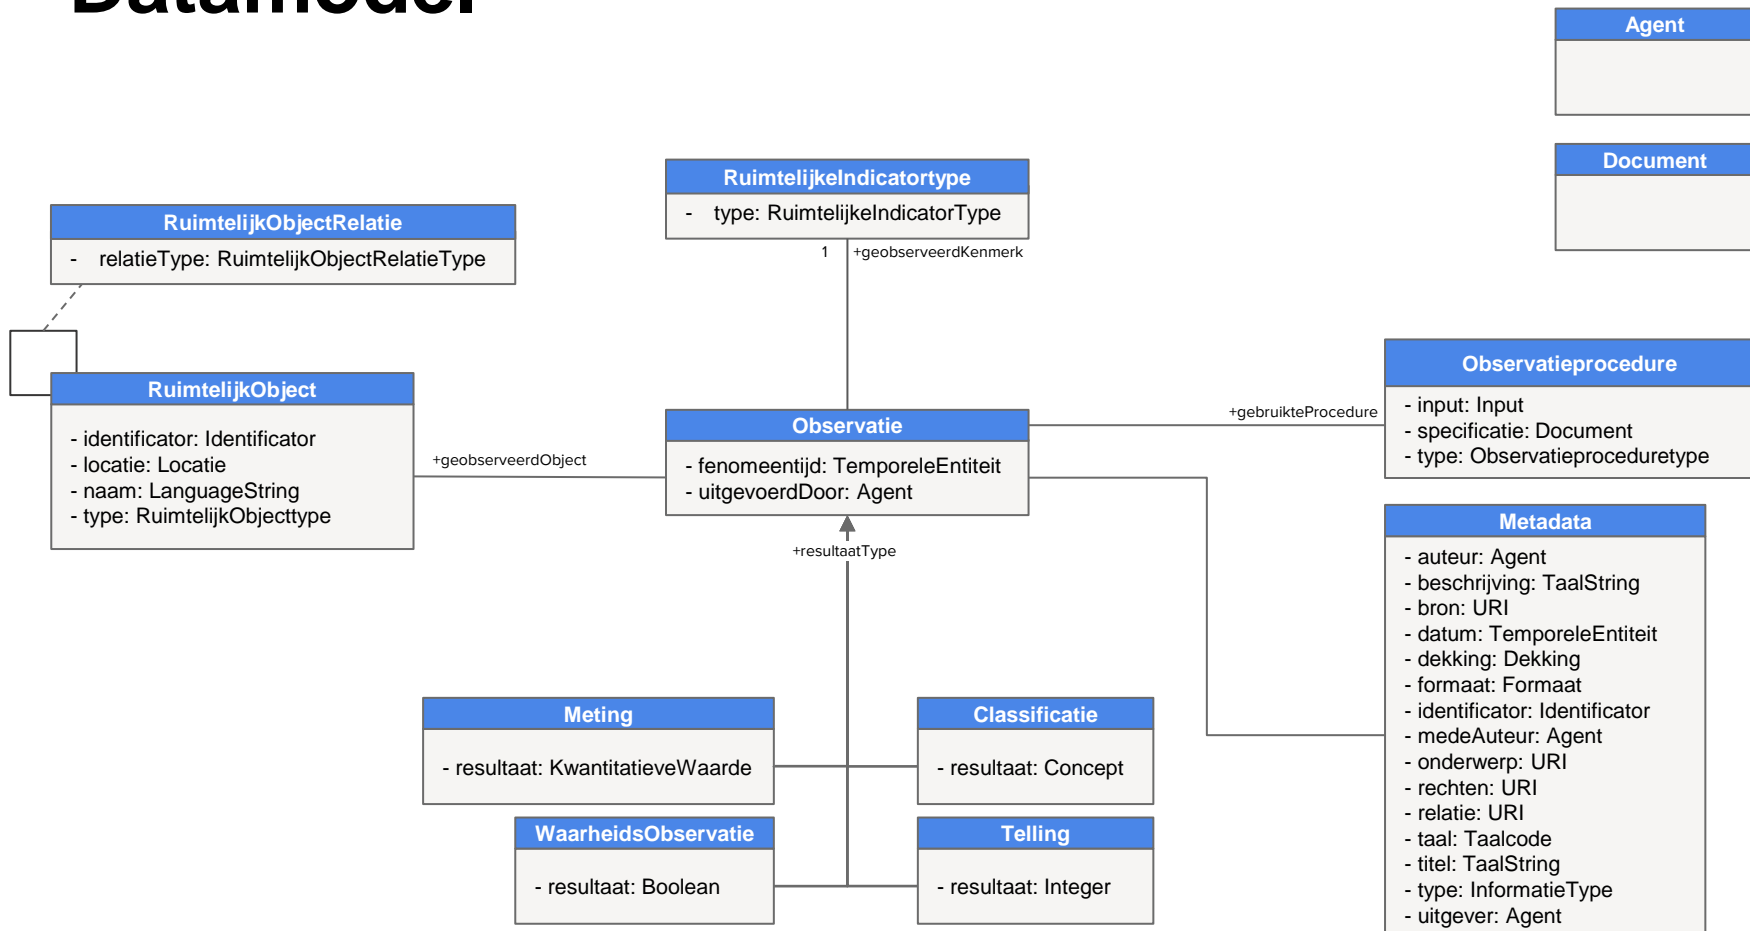 Datamodel
Agent
Document
RuimtelijkeIndicatortype
- type: RuimtelijkeIndicatorType
1
+geobserveerdKenmerk
RuimtelijkObjectRelatie
- relatieType: RuimtelijkObjectRelatieType
RuimtelijkObject
- identificator: Identificator
- locatie: Locatie
- naam: LanguageString
- type: RuimtelijkObjecttype
+geobserveerdObject
Observatie
- fenomeentijd: TemporeleEntiteit
- uitgevoerdDoor: Agent
+gebruikteProcedure
Observatieprocedure
- input: Input
- specificatie: Document
- type: Observatieproceduretype
+resultaatType
Metadata
- auteur: Agent
- beschrijving: TaalString
- bron: URI
- datum: TemporeleEntiteit
- dekking: Dekking
- formaat: Formaat
- identificator: Identificator
- medeAuteur: Agent
- onderwerp: URI
- rechten: URI
- relatie: URI
- taal: Taalcode
- titel: TaalString
- type: InformatieType
- uitgever: Agent
Meting
- resultaat: KwantitatieveWaarde
Classificatie
- resultaat: Concept
WaarheidsObservatie
- resultaat: Boolean
Telling
- resultaat: Integer